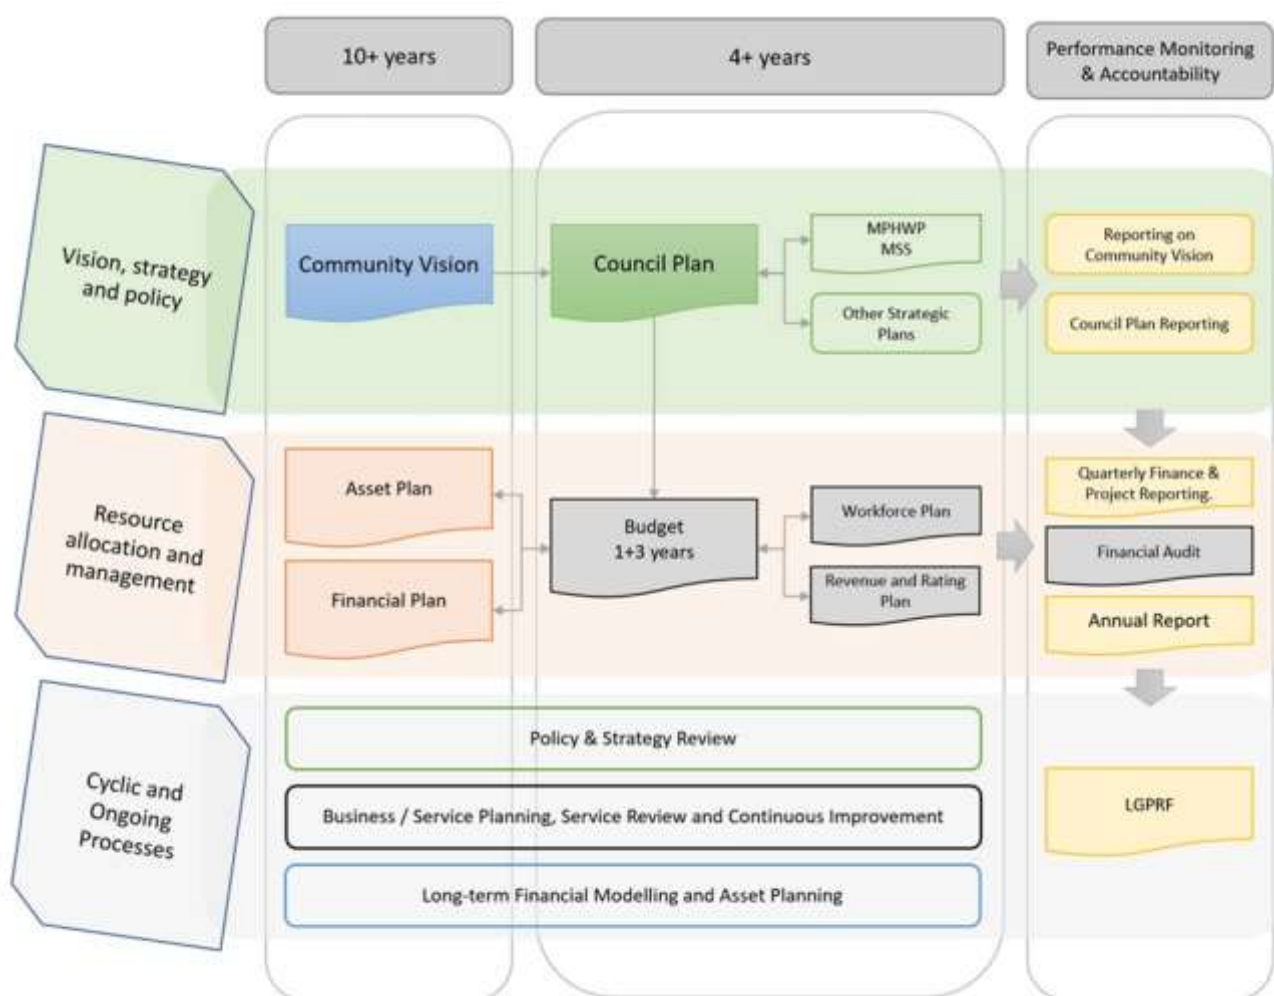 10+ years
4+ years
Performance Monitoring
& Accountability
Vision, strategy
and policy
Community Vision
Council Plan
MPHWP
MSS
Other Strategic
Plans
Reporting on
Community Vision
Council Plan Reporting
Resource
allocation and
management
Asset Plan
Financial Plan
Budget
1+3 years
Workforce Plan
Revenue and Rating
Plan
Quarterly Finance &
Project Reporting.
Financial Audit
Annual Report
Cyclic and
Ongoing
Processes
Policy & Strategy Review
Business / Service Planning, Service Review and Continuous Improvement
Long-term Financial Modelling and Asset Planning
LGPRF